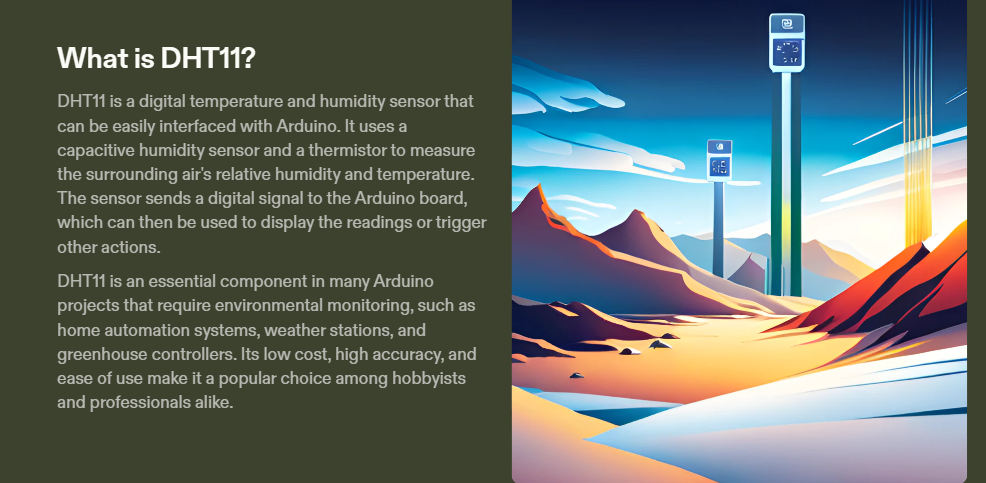 What is DHT11?
DHT11 is a digital temperature and humidity sensor that
can be easily interfaced with Arduino. It uses a
capacitive humidity sensor and a thermistor to measure
the surrounding air's relative humidity and temperature.
The sensor sends a digital signal to the Arduino board,
which can then be used to display the readings or trigger
other actions.
DHT11 is an essential component in many Arduino
projects that require environmental monitoring, such as
home automation systems, weather stations, and
greenhouse controllers. Its low cost, high accuracy, and
ease of use make it a popular choice among hobbyists
and professionals alike.